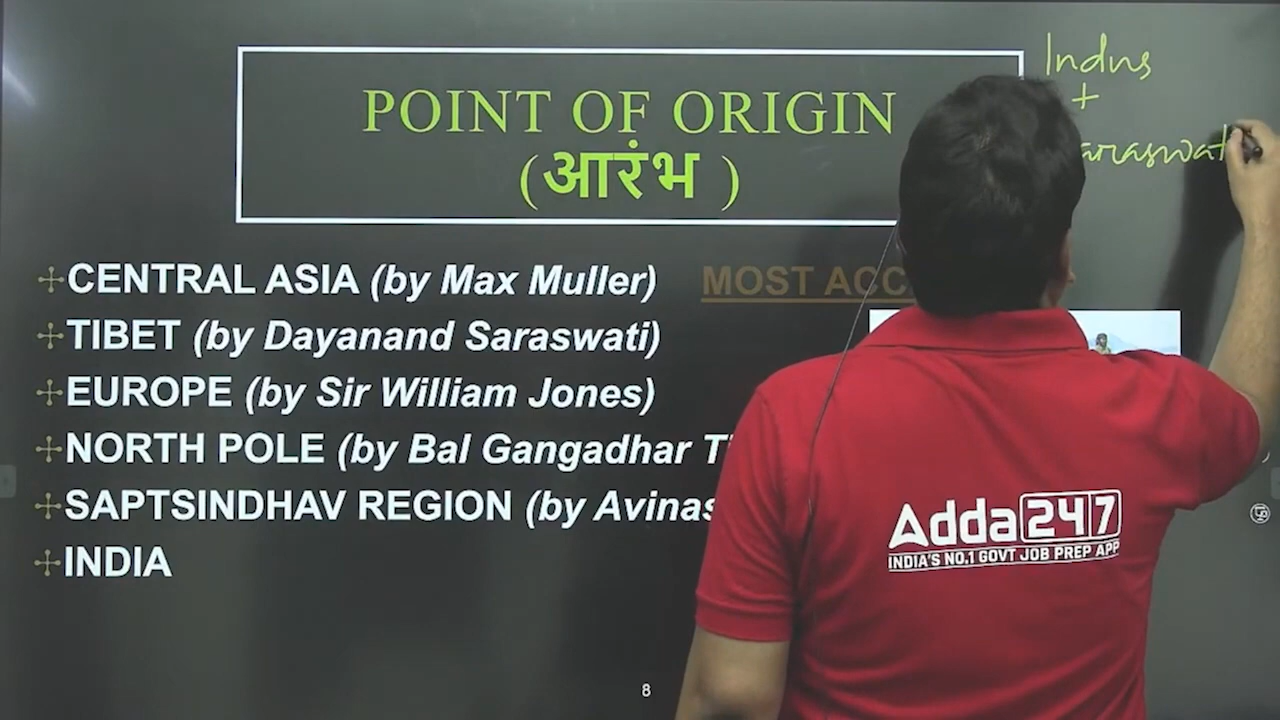 POINT OF ORIGIN
(आरंभ )
Indus
+
CENTRAL ASIA (by Max Muller) MOST
TIBET (by Dayanand Saraswati)
EUROPE (by Sir William Jones)
NORTH POLE (by Bal Gangadhar
SAPTSINDHAV REGION (by
INDIA
Adda247
INDIA'S NO.1 GOVT JOB PREP APP
8